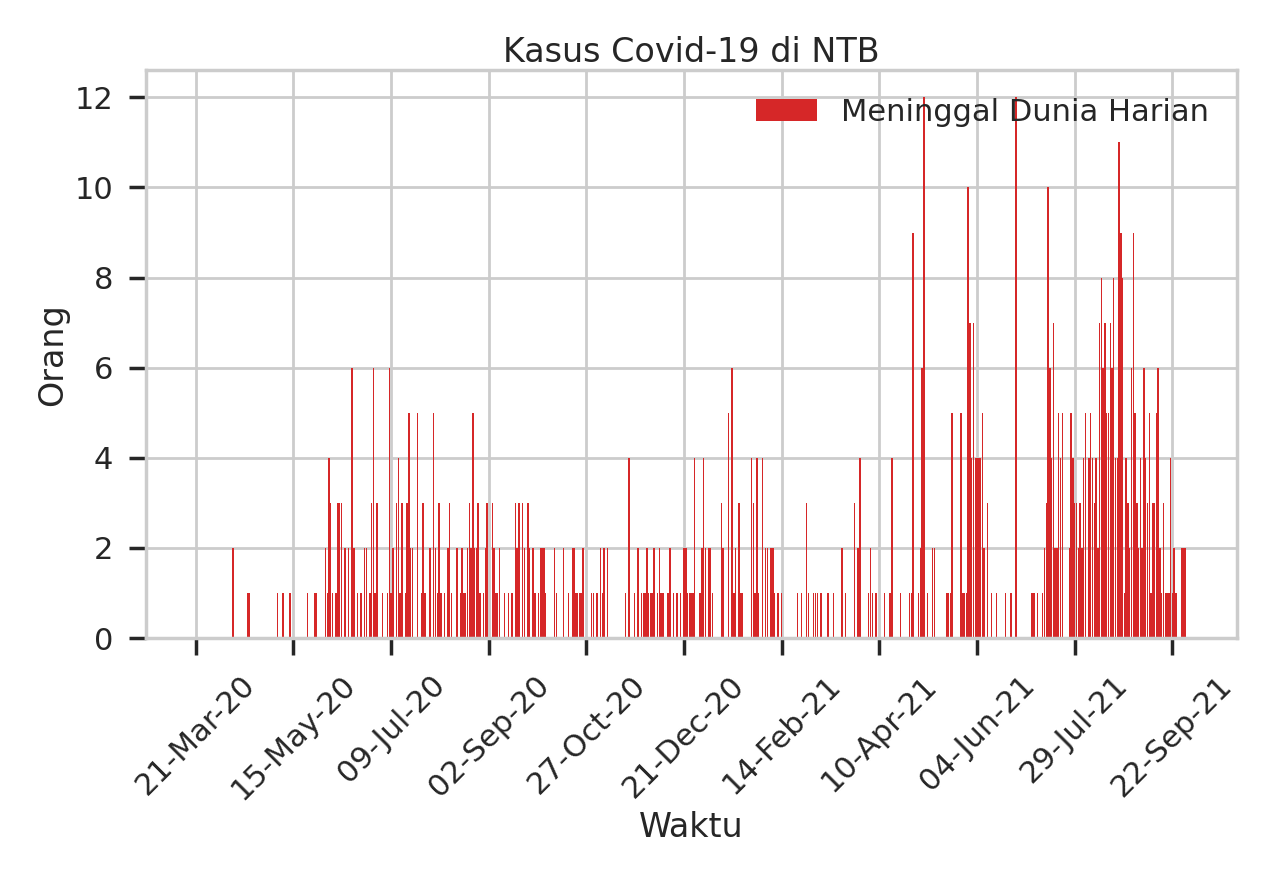 Kasus Covid-19 di NTB
Meninggal Dunia Harian
12
10
8
6
4
2
0
Orang
21-Mar-20
15-May-20
09-Jul-20
02-Sep-20
27-Oct-20
21-Dec-20
14-Feb-21
10-Apr-21
04-Jun-21
29-Jul-21
22-Sep-21
Waktu